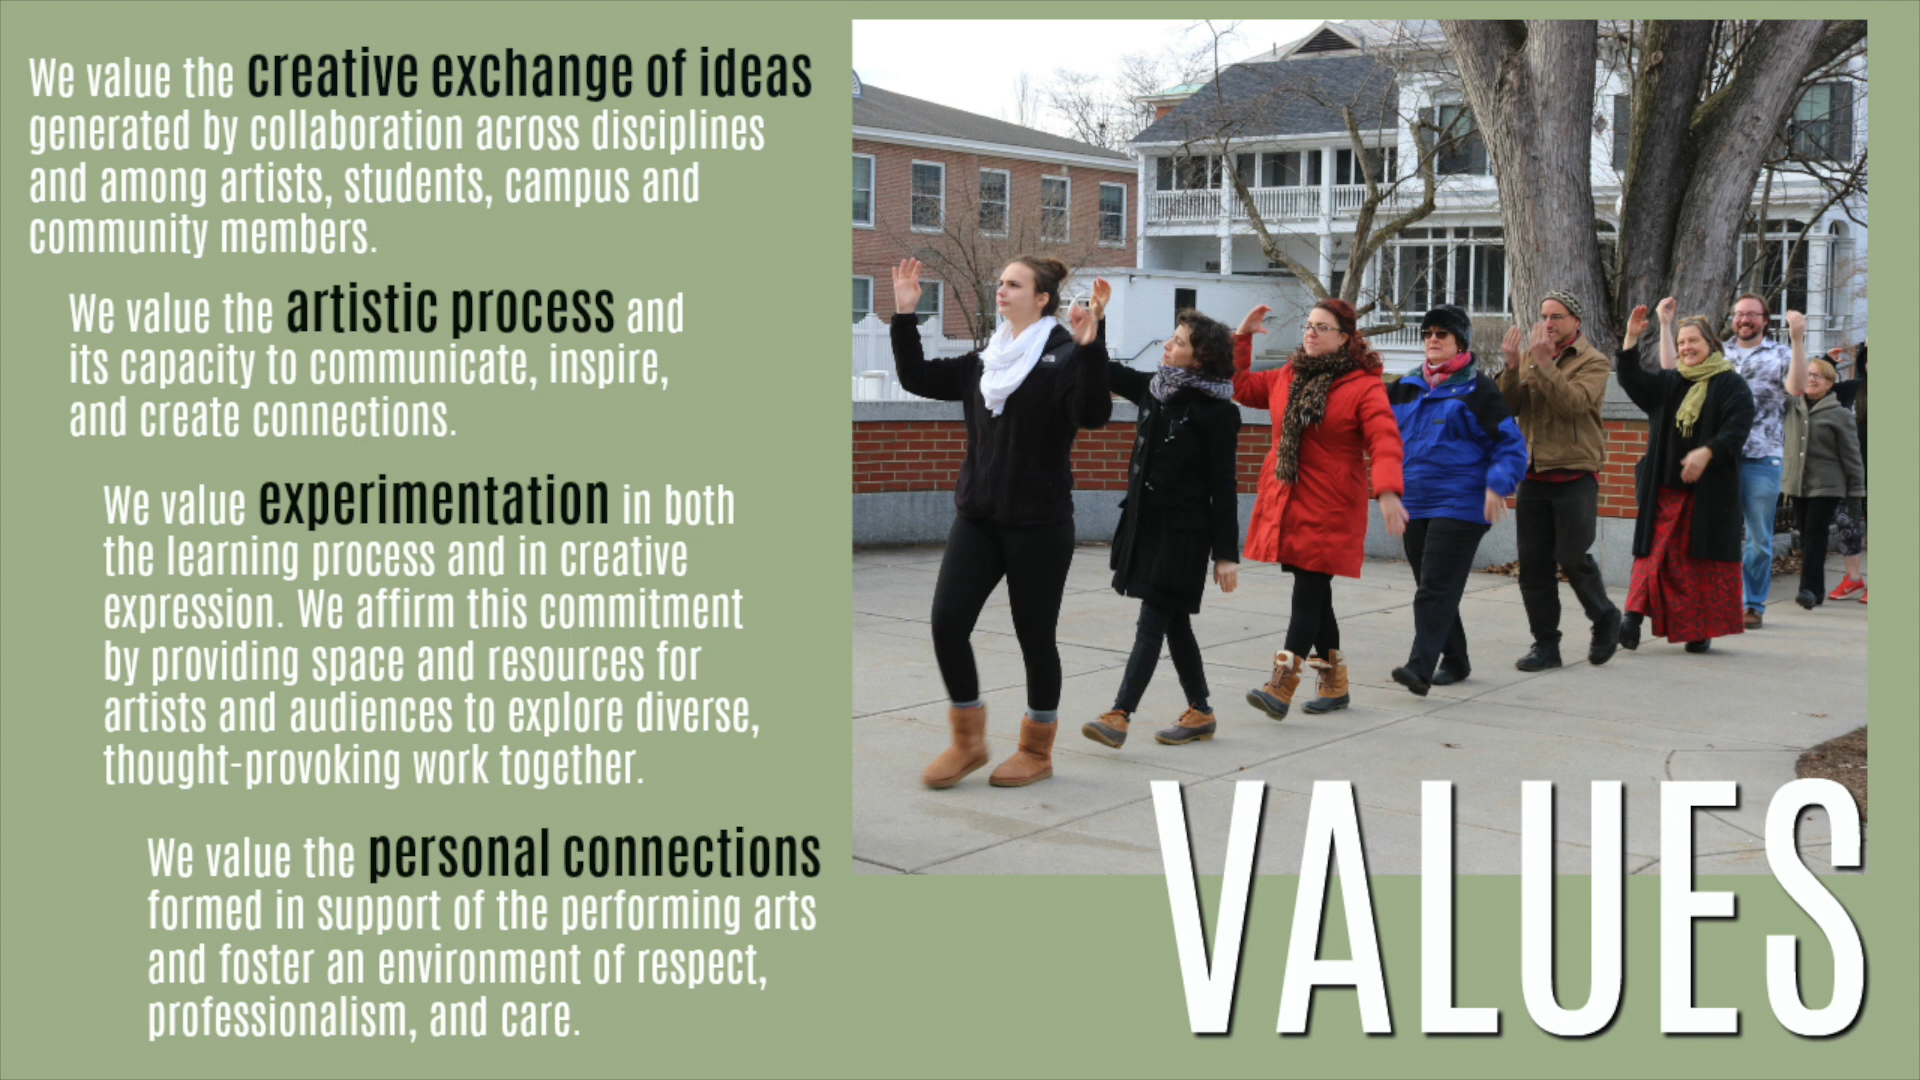 We value the creative exchange of ideas
generated by collaboration across disciplines
and among artists, students, campus and
community members.
We value the artistic process and
its capacity to communicate, inspire,
and create connections.
We value experimentation in both
the learning process and in creative
expression. We affirm this commitment
by providing space and resources for
artists and audiences to explore diverse,
thought-provoking work together.
We value the personal connections
formed in support of the performing arts
and foster an environment of respect,
professionalism, and care.
VALUES